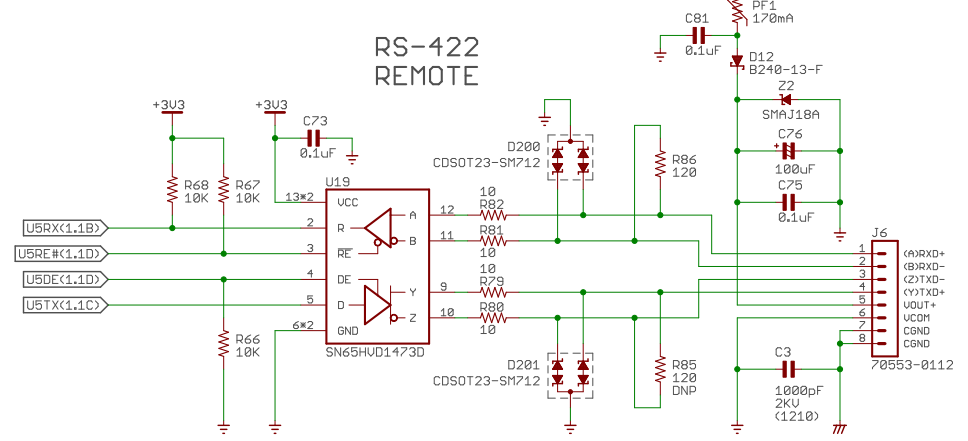 PF1
170mA
C81
0.1uF
D12
B240-13-F
RS-422
REMOTE
Z2
SMAJ18A
+3V3
+3V3
C73
0.1uF
C76
+
100uF
D200
CDSOT23-SM712
R86
120
R68
10K
R67
10K
U19
C75
0.1uF
13*2
VCC
10
R82
12
A
U5RX(1.1B)
2
R
R81
10
11
B
J6
U5RE#(1.1D)
3
RE#
1
(A)RXD+
2
(B)RXD-
U5DE(1.1D)
4
DE
10
R79
3
(Z)TXD-
9
Y
4
(Y)TXD+
U5TX(1.1C)
5
D
R80
10
10
Z
5
VOUT+
6
VCOM
6*2
GND
7
CGND
8
CGND
SN65HVD1473D
R66
10K
D201
CDSOT23-SM712
R85
120
DNP
C3
1000pF
2KV
(1210)
70553-0112